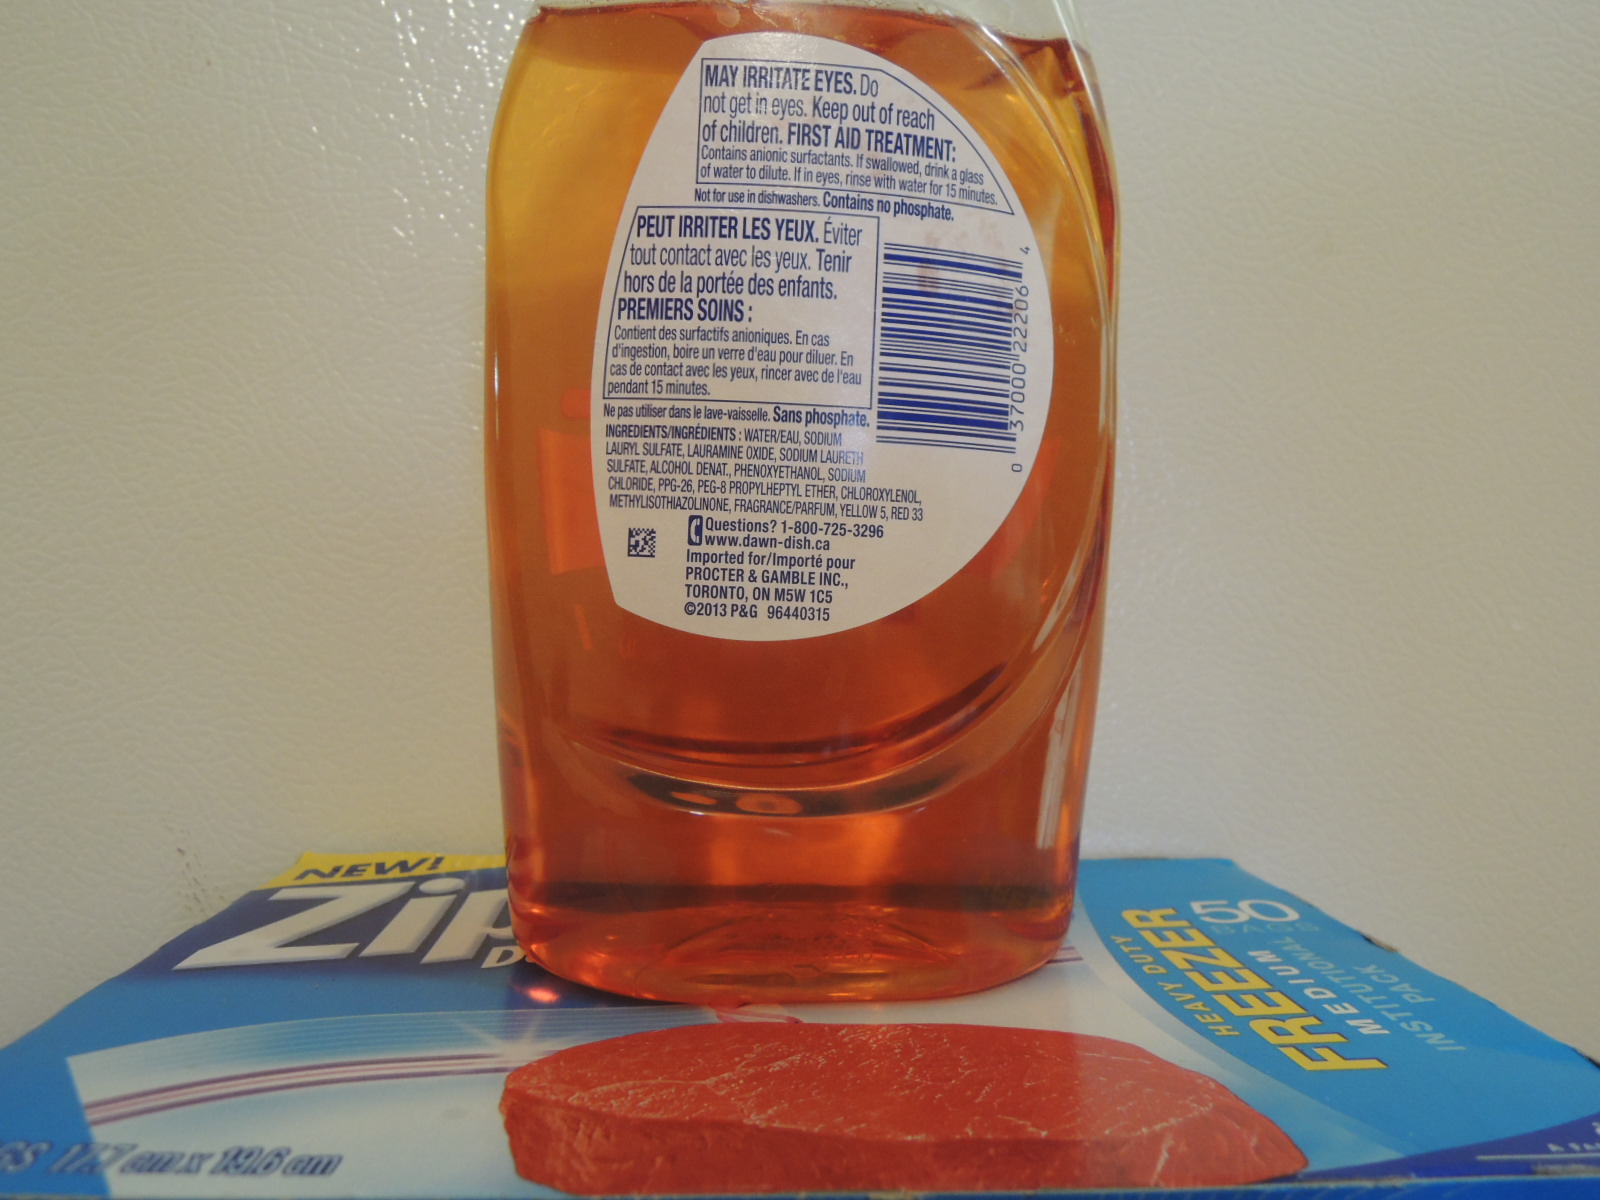 MAY IRRITATE EYES. Do
not get in eyes. Keep out of reach
of children. FIRST AID TREATMENT:
Contains anionic surfactants. If swallowed, drink a glass
of water to dilute. If in eyes, rinse with water for 15 minutes.
Not for use in dishwashers. Contains no phosphate.
PEUT IRRITER LES YEUX. Éviter
tout contact avec les yeux. Tenir
hors de la portée des enfants.
PREMIERS SOINS :
Contient des surfactifs anioniques. En cas
d'ingestion, boire un verre d'eau pour diluer. En
cas de contact avec les yeux, rincer avec de l'eau
pendant 15 minutes.
Ne pas utiliser dans le lave-vaisselle. Sans phosphate.
0 37000 22206 4
INGREDIENTS/INGRÉDIENTS : WATER/EAU, SODIUM
LAURYL SULFATE, LAURAMINE OXIDE, SODIUM LAURETH
SULFATE, ALCOHOL DENAT., PHENOXYETHANOL, SODIUM
CHLORIDE, PPG-26, PEG-8 PROPYLHEPTYL ETHER, CHLOROXYLENOL,
METHYLISOTHIAZOLINONE, FRAGRANCE/PARFUM, YELLOW 5, RED 33
Questions? 1-800-725-3296
www.dawn-dish.ca
Imported for/Importé pour
PROCTER & GAMBLE INC.,
TORONTO, ON M5W 1C5
©2013 P&G 96440315
NEW!
Zip
HEAVY DUTY
FREEZER
MEDIUM
INSTITUTIONAL
PACK
17.7 cm x 19.6 cm